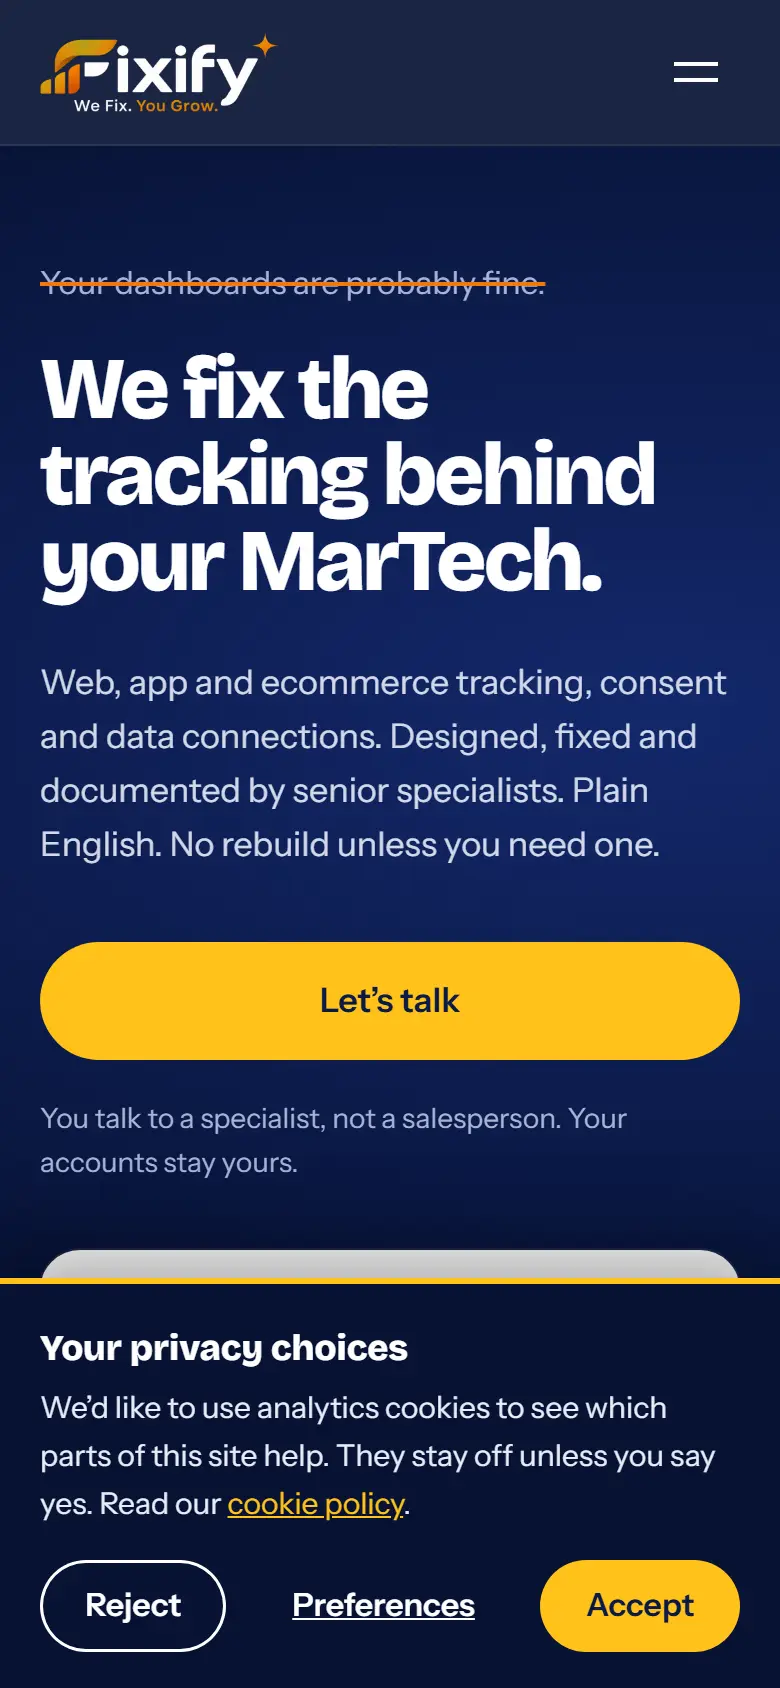 Fixify
We Fix. You Grow.
Your dashboards are probably fine.
We fix the
tracking behind
your MarTech.
Web, app and ecommerce tracking, consent
and data connections. Designed, fixed and
documented by senior specialists. Plain
English. No rebuild unless you need one.
Let’s talk
You talk to a specialist, not a salesperson. Your
accounts stay yours.
Your privacy choices
We’d like to use analytics cookies to see which
parts of this site help. They stay off unless you say
yes. Read our cookie policy.
Reject Preferences Accept